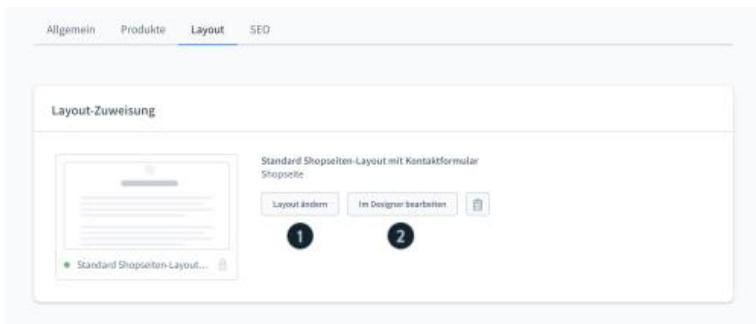 Allgemein Produkte Layout SEO
Layout-Zuweisung
Standard Shopseiten-Layout mit Kontaktformular
Shopseite
Layout ändern Im Designer bearbeiten
1 2
Standard Shopseiten-Layout...